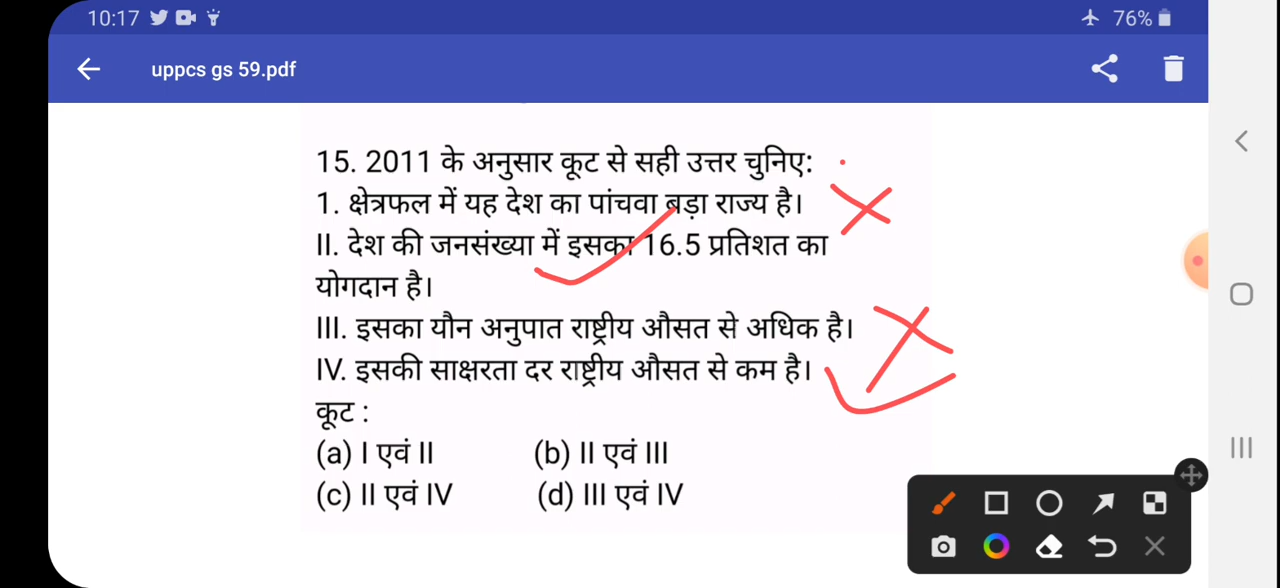 10:17
76%
uppcs gs 59.pdf
15. 2011 के अनुसार कूट से सही उत्तर चुनिए:
1. क्षेत्रफल में यह देश का पांचवा बड़ा राज्य है।
II. देश की जनसंख्या में इसका 16.5 प्रतिशत का
योगदान है।
III. इसका यौन अनुपात राष्ट्रीय औसत से अधिक है।
IV. इसकी साक्षरता दर राष्ट्रीय औसत से कम है।
कूट :
(a) I एवं II (b) II एवं III
(c) II एवं IV (d) III एवं IV